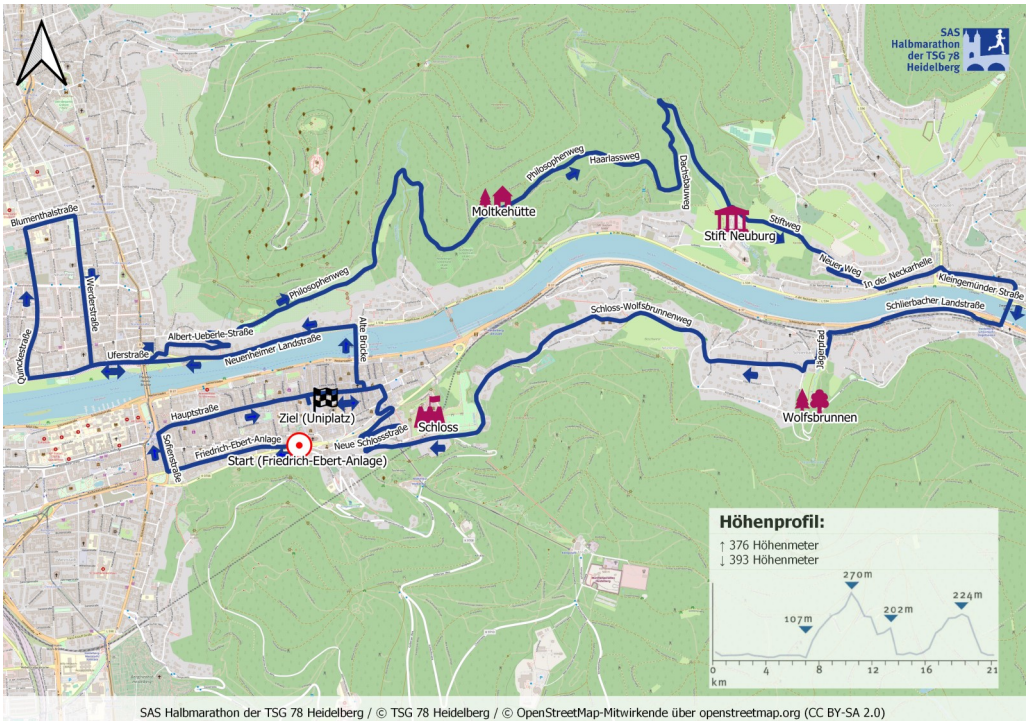 SAS
Halbmarathon
der TSG 78
Heidelberg
Philosophenweg
Haarlassweg
Dachsbauweg
Moltkehütte
Blumenthalstraße
Stift Neuburg
Stiftweg
Neuer Weg
In der Neckarhelle
Kleingemünder Straße
Werderstraße
Philosophenweg
Schlierbacher Landstraße
Schloss-Wolfsbrunnenweg
Quinckestraße
Albert-Ueberle-Straße
Uferstraße
Neuenheimer Landstraße
Alte Brücke
Jägerpfad
Hauptstraße
Ziel (Uniplatz)
Schloss
Wolfsbrunnen
Sofienstraße
Friedrich-Ebert-Anlage
Neue Schlossstraße
Start (Friedrich-Ebert-Anlage)
Höhenprofil:
↑ 376 Höhenmeter
↓ 393 Höhenmeter
270m
224m
202m
107m
0 4 8 12 16 21
km
SAS Halbmarathon der TSG 78 Heidelberg / © TSG 78 Heidelberg / © OpenStreetMap-Mitwirkende über openstreetmap.org (CC BY-SA 2.0)